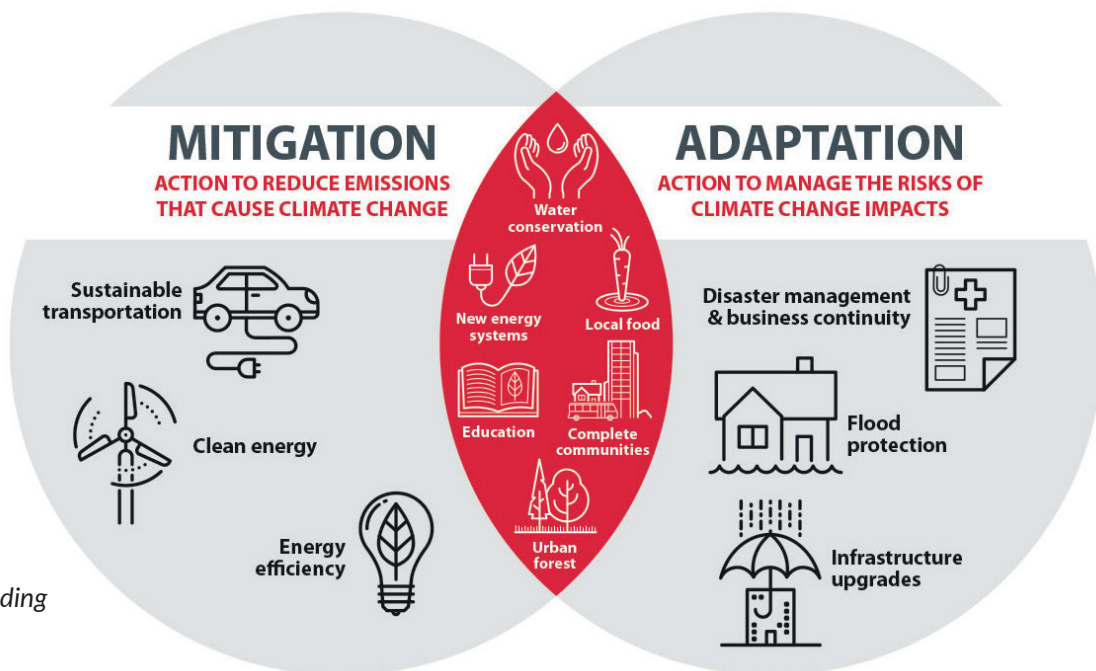 MITIGATION
ACTION TO REDUCE EMISSIONS
THAT CAUSE CLIMATE CHANGE
Sustainable
transportation
Clean energy
Energy
efficiency
Water
conservation
New energy
systems
Local food
Education
Complete
communities
Urban
forest
ADAPTATION
ACTION TO MANAGE THE RISKS OF
CLIMATE CHANGE IMPACTS
Disaster management
& business continuity
Flood
protection
Infrastructure
upgrades
ding